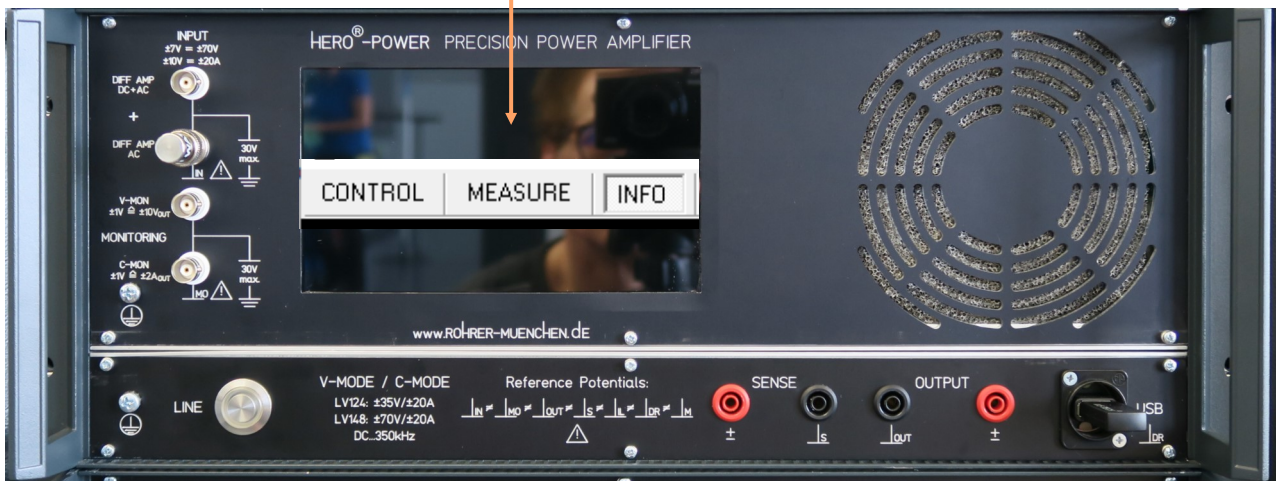 INPUT
±7V = ±70V
±10V = ±20A
DIFF AMP
DC+AC
+
DIFF AMP
AC
30V
max.
IN
V-MON
±1V ≙ ±10VOUT
MONITORING
C-MON
±1V ≙ ±2AOUT
30V
max.
MO
HERO®-POWER PRECISION POWER AMPLIFIER
CONTROL MEASURE INFO
www.ROHRER-MUENCHEN.dE
LINE
V-MODE / C-MODE
LV124: ±35V/±20A
LV148: ±70V/±20A
DC...350kHz
Reference Potentials:
IN ≠ MO ≠ OUT ≠ S ≠ IL ≠ DR ≠ M
SENSE
±
S
OUTPUT
OUT
±
USB
DR